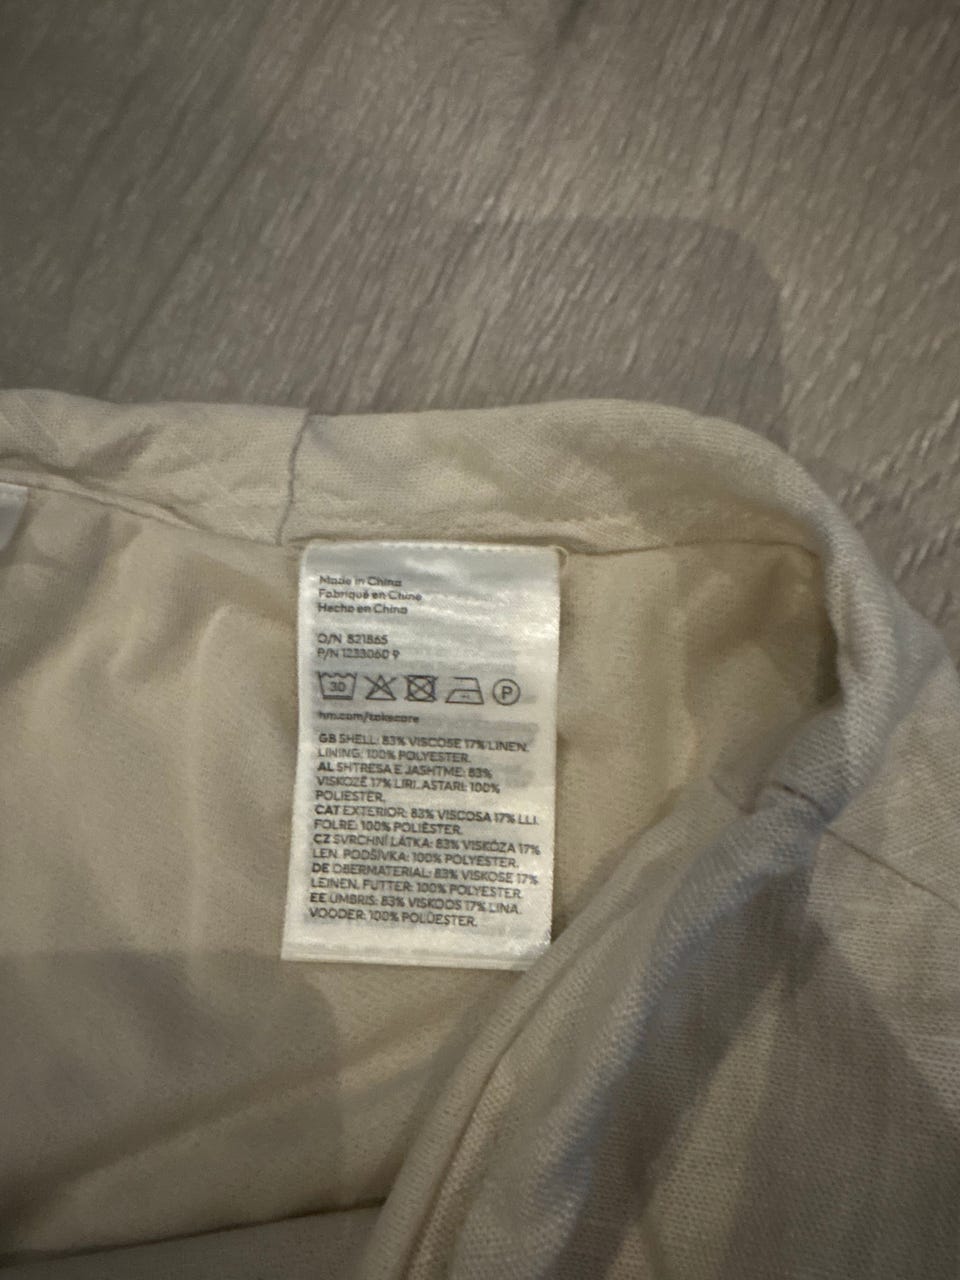 Made in China
Fabriqué en Chine
Hecho en China
O/N 821865
P/N 1233060 9
30 P
hm.com/takecare
GB SHELL: 83% VISCOSE 17% LINEN.
LINING: 100% POLYESTER.
AL SHTRESA E JASHTME: 83%
VISKOZË 17% LIRI. ASTARI: 100%
POLIESTËR.
CAT EXTERIOR: 83% VISCOSA 17% LLI.
FOLRE: 100% POLIÈSTER.
CZ SVRCHNÍ LÁTKA: 83% VISKÓZA 17%
LEN. PODŠÍVKA: 100% POLYESTER.
DE OBERMATERIAL: 83% VISKOSE 17%
LEINEN. FUTTER: 100% POLYESTER.
EE ÜMBRIS: 83% VISKOOS 17% LINA.
VOODER: 100% POLÜESTER.